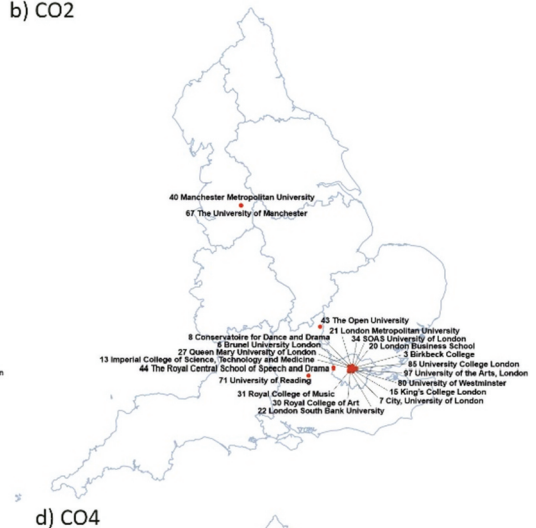 b) CO2
40 Manchester Metropolitan University
67 The University of Manchester
43 The Open University
21 London Metropolitan University
8 Conservatoire for Dance and Drama
34 SOAS University of London
6 Brunel University London
20 London Business School
27 Queen Mary University of London
3 Birkbeck College
13 Imperial College of Science, Technology and Medicine
85 University College London
44 The Royal Central School of Speech and Drama
97 University of the Arts, London
71 University of Reading
80 University of Westminster
31 Royal College of Music
15 King's College London
30 Royal College of Art
7 City, University of London
22 London South Bank University
d) CO4